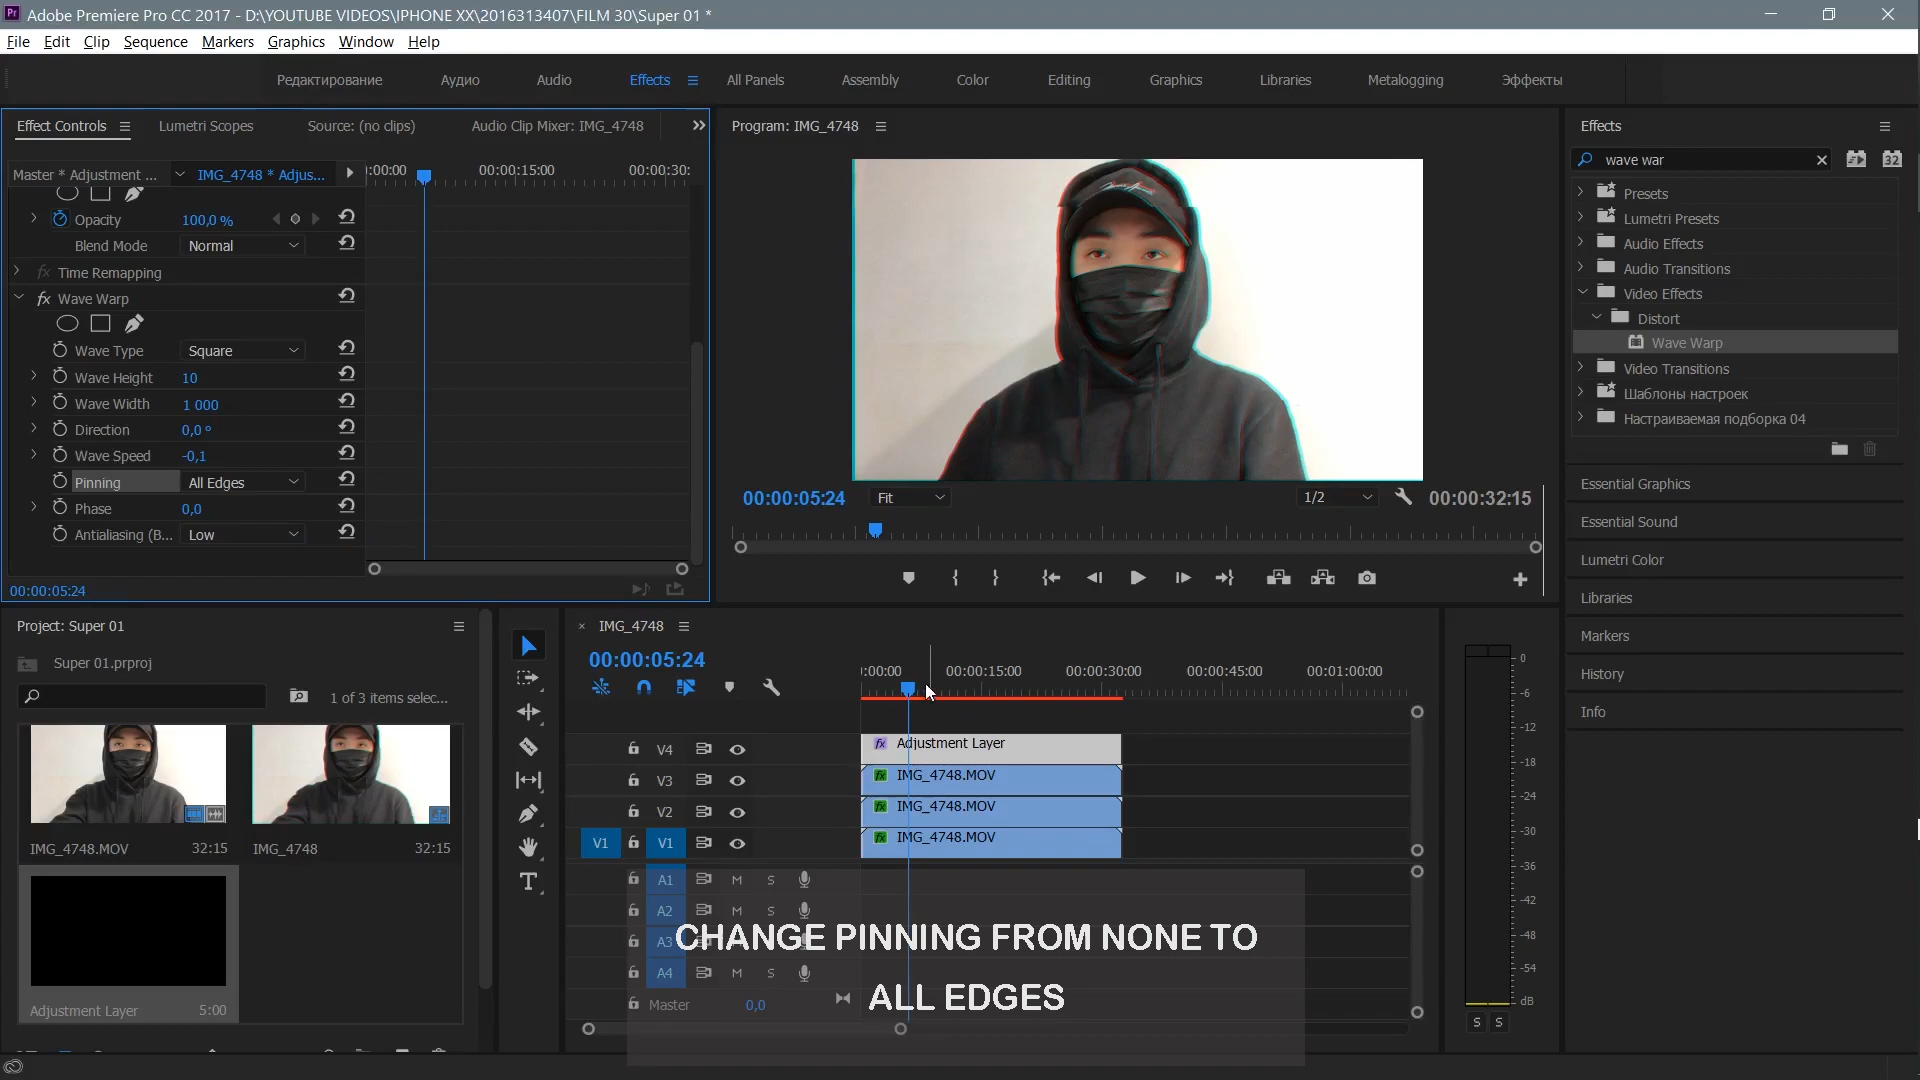 Adobe Premiere Pro CC 2017 - D:\YOUTUBE VIDEOS\IPHONE XX\2016313407\FILM 30\Super 01 *
File Edit Clip Sequence Markers Graphics Window Help
Редактирование Аудио Audio Effects All Panels Assembly Color Editing Graphics Libraries Metalogging Эффекты
Effect Controls Lumetri Scopes Source: (no clips) Audio Clip Mixer: IMG_4748
Master * Adjustment ... IMG_4748 * Adjus... :00:00 00:00:15:00 00:00:30:
Opacity 100,0 %
Blend Mode Normal
fx Time Remapping
fx Wave Warp
Wave Type Square
Wave Height 10
Wave Width 1 000
Direction 0,0 °
Wave Speed -0,1
Pinning All Edges
Phase 0,0
Antialiasing (B... Low
00:00:05:24
Program: IMG_4748
00:00:05:24 Fit 1/2 00:00:32:15
Effects
wave war
32
Presets
Lumetri Presets
Audio Effects
Audio Transitions
Video Effects
Distort
Wave Warp
Video Transitions
Шаблоны настроек
Настраиваемая подборка 04
Essential Graphics
Essential Sound
Lumetri Color
Libraries
Markers
History
Info
Project: Super 01
Super 01.prproj
1 of 3 items selec...
IMG_4748.MOV 32:15
IMG_4748 32:15
Adjustment Layer 5:00
× IMG_4748
00:00:05:24
:00:00 00:00:15:00 00:00:30:00 00:00:45:00 00:01:00:00
V4 fx Adjustment Layer
V3 fx IMG_4748.MOV
V2 fx IMG_4748.MOV
V1 V1 fx IMG_4748.MOV
A1 M S
A2 M S
A3
A4 M S
Master 0,0
CHANGE PINNING FROM NONE TO
ALL EDGES
0
-6
-12
-18
-24
-30
-36
-42
-48
-54
dB
S S